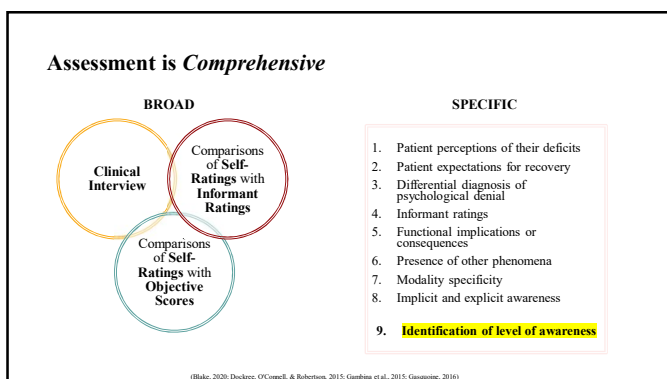 Assessment is Comprehensive
BROAD
Clinical
Interview
Comparisons
of Self-
Ratings with
Informant
Ratings
Comparisons
of Self-
Ratings with
Objective
Scores
SPECIFIC
1. Patient perceptions of their deficits
2. Patient expectations for recovery
3. Differential diagnosis of
psychological denial
4. Informant ratings
5. Functional implications or
consequences
6. Presence of other phenomena
7. Modality specificity
8. Implicit and explicit awareness
9. Identification of level of awareness
(Blake, 2020; Dockree, O'Connell, & Robertson, 2015; Gambina et al., 2015; Gasquoine, 2016)